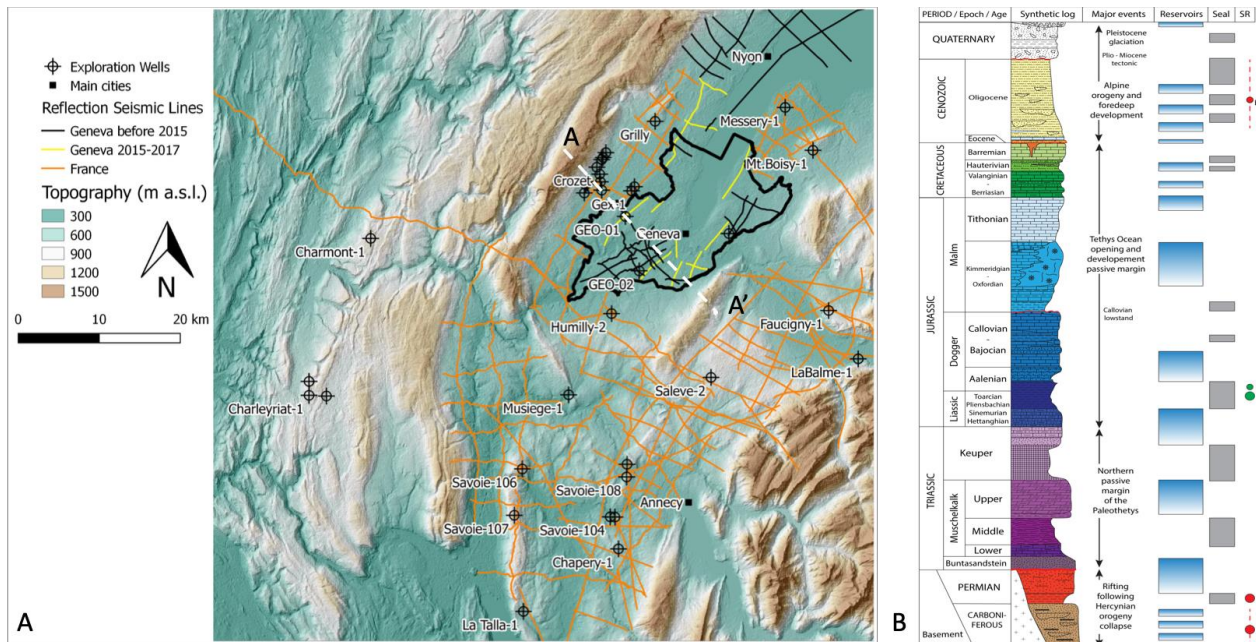 Exploration Wells
Main cities
Reflection Seismic Lines
Geneva before 2015
Geneva 2015-2017
France
Topography (m a.s.l.)
300
600
900
1200
1500
N
0 10 20 km
A
Nyon
Messery-1
Grilly
A
Mt.Boisy-1
Crozet
Gex-1
GEO-01
Geneva
Charmont-1
GEO-02
A'
Humilly-2
Faucigny-1
LaBalme-1
Saleve-2
Charleyriat-1
Musiege-1
Savoie-106
Savoie-108
Annecy
Savoie-107
Savoie-104
Chapery-1
La Talla-1
B
PERIOD / Epoch / Age
Synthetic log
Major events
Reservoirs
Seal
SR
QUATERNARY
Pleistocene
glaciation
Plio - Miocene
tectonic
CENOZOIC
Oligocene
Eocene
Alpine
orogeny and
foredeep
development
CRETACEOUS
Barremian
Hauterivian
Valanginian
-
Berriasian
JURASSIC
Malm
Tithonian
Kimmeridgian
-
Oxfordian
Tethys Ocean
opening and
developement
passive margin
Callovian
lowstand
Dogger
Callovian
-
Bajocian
Aalenian
Liassic
Toarcian
Pliensbachian
Sinemurian
Hettanghian
TRIASSIC
Keuper
Muschelkalk
Upper
Middle
Lower
Buntasandstein
Northern
passive
margin
of the
Paleothetys
PERMIAN
CARBONI-
FEROUS
Basement
Rifting
following
Hercynian
orogeny
collapse